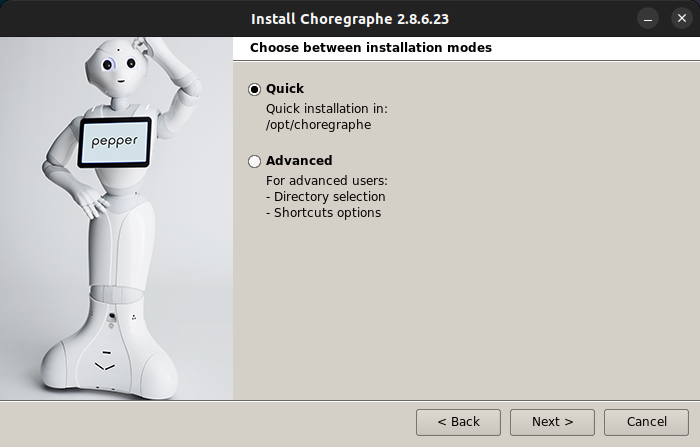 Install Choregraphe 2.8.6.23
Choose between installation modes
pepper
Quick
Quick installation in:
/opt/choregraphe
Advanced
For advanced users:
- Directory selection
- Shortcuts options
< Back
Next >
Cancel